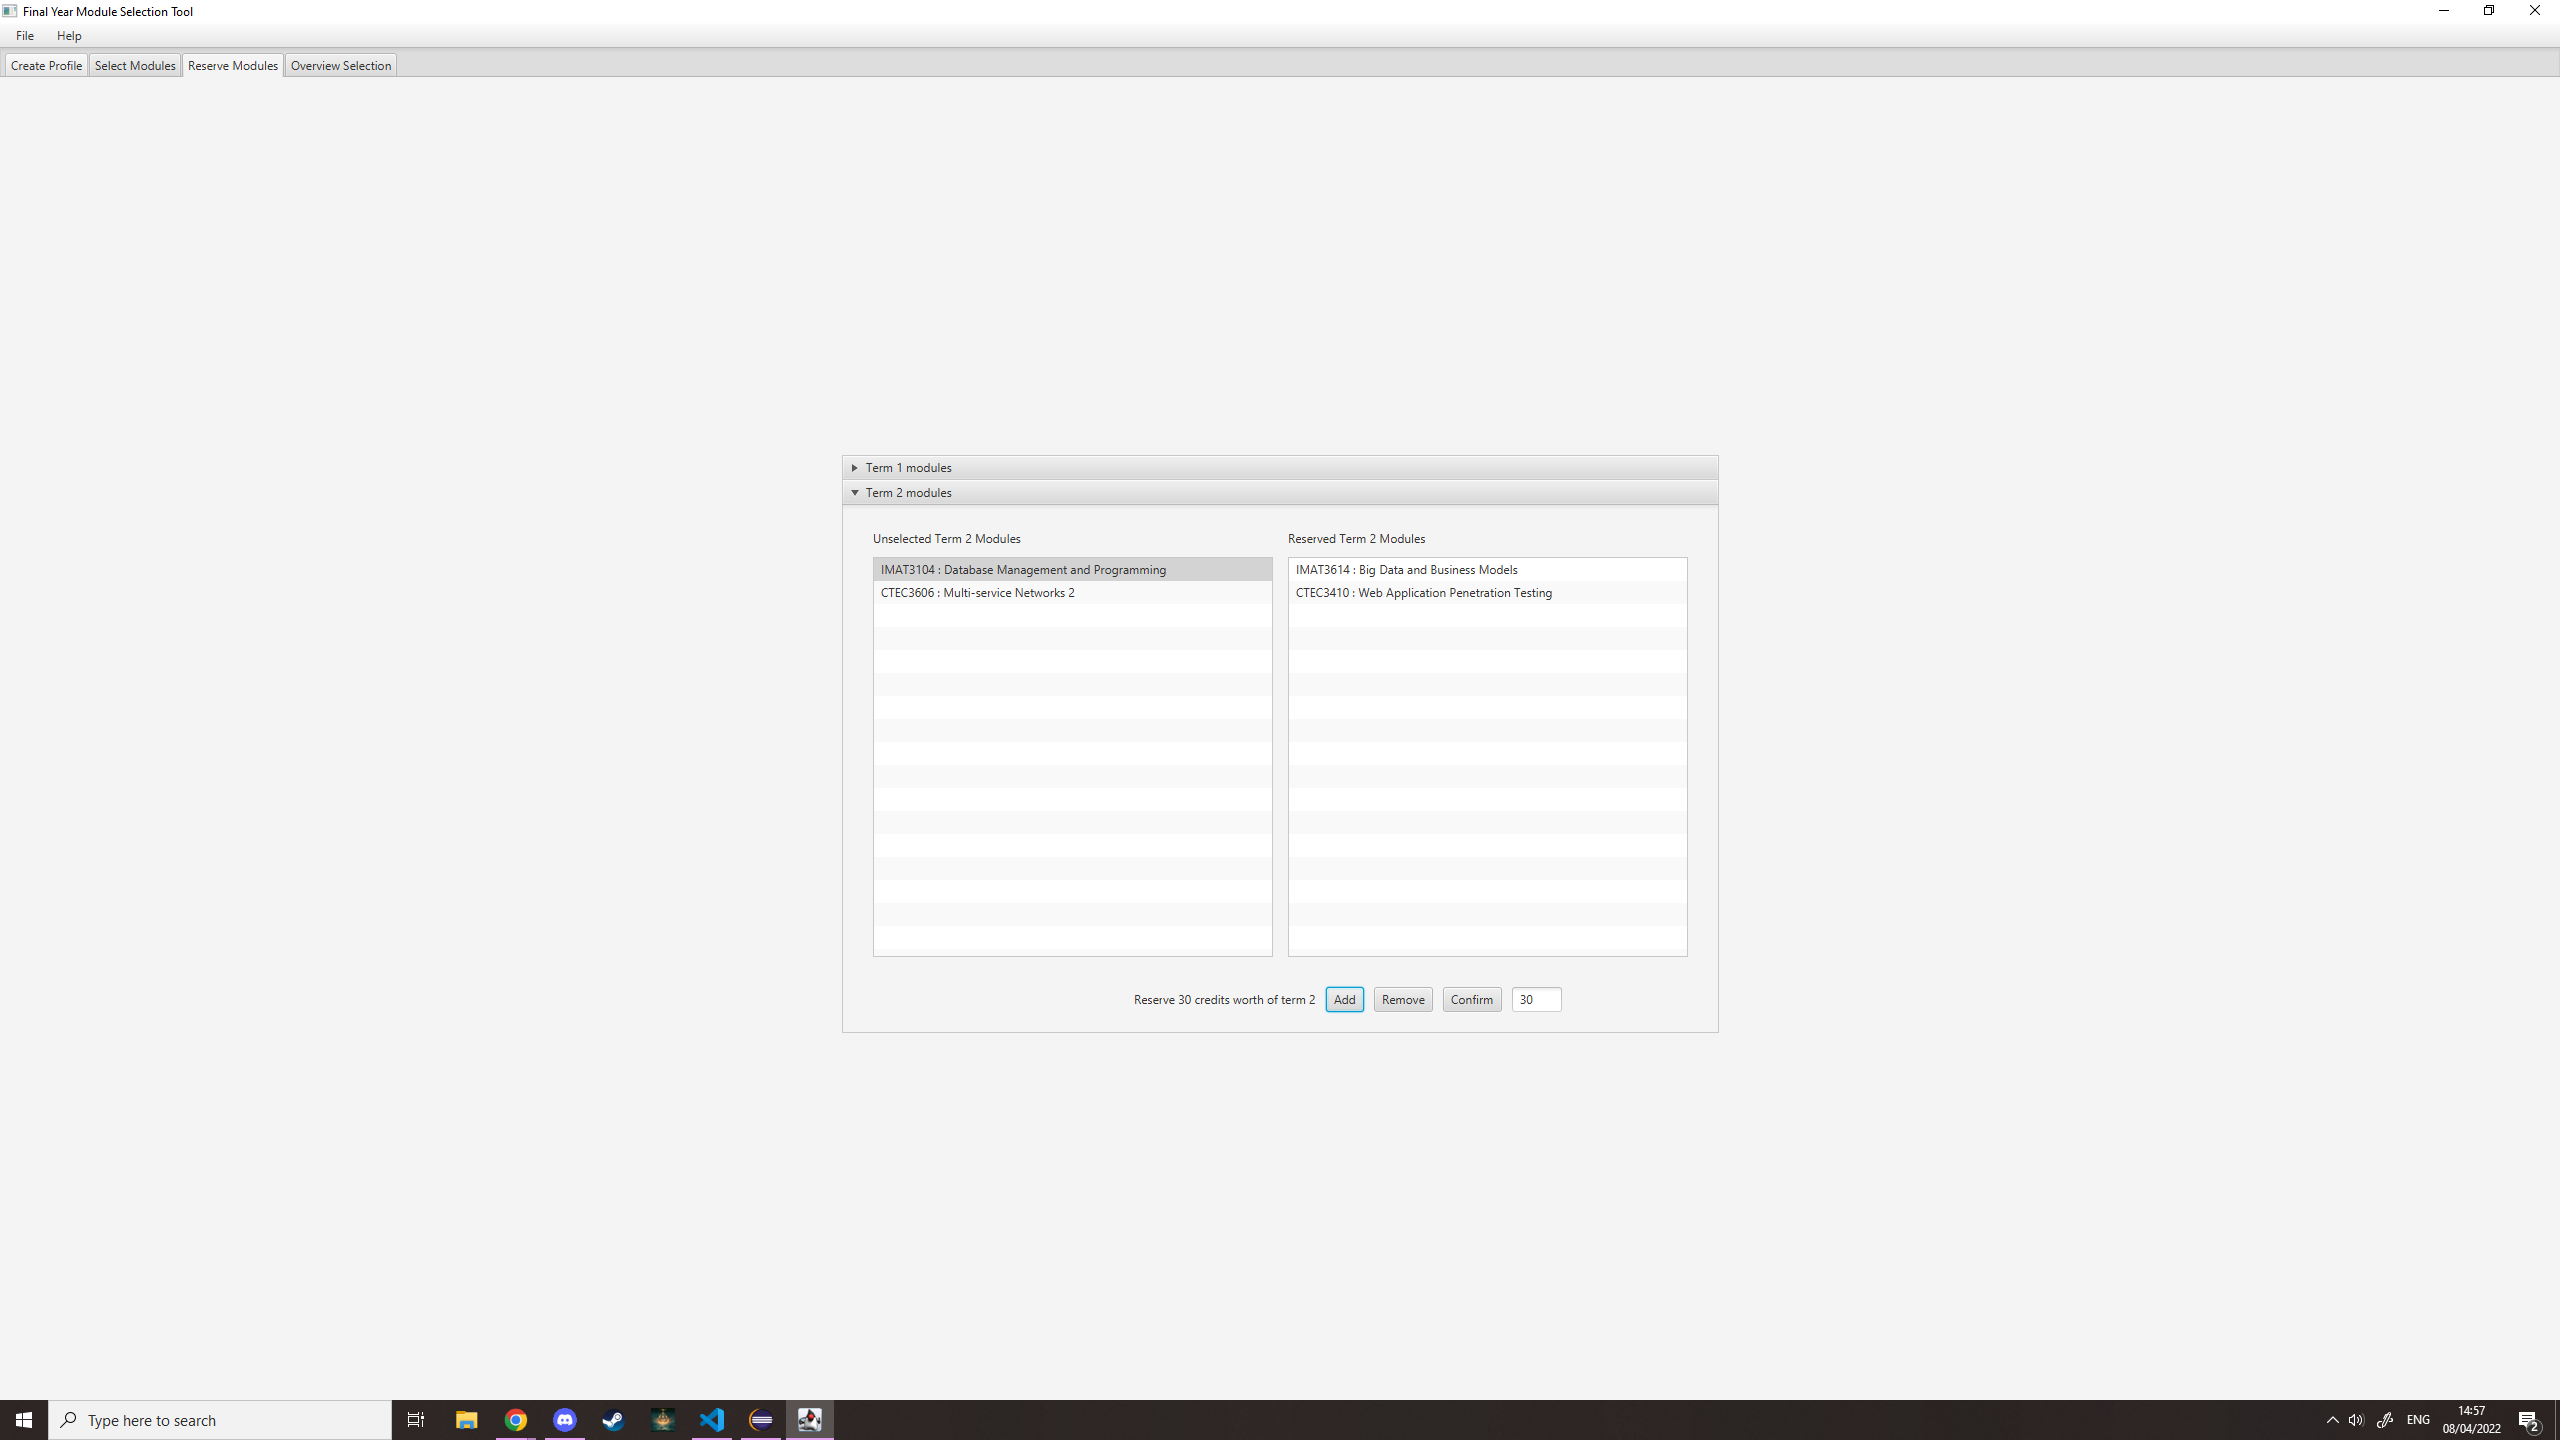 Final Year Module Selection Tool
File Help
Create Profile Select Modules Reserve Modules Overview Selection
Term 1 modules
Term 2 modules
Unselected Term 2 Modules
IMAT3104 : Database Management and Programming
CTEC3606 : Multi-service Networks 2
Reserved Term 2 Modules
IMAT3614 : Big Data and Business Models
CTEC3410 : Web Application Penetration Testing
Reserve 30 credits worth of term 2 Add Remove Confirm 30
Type here to search
ENG
14:57
08/04/2022
2